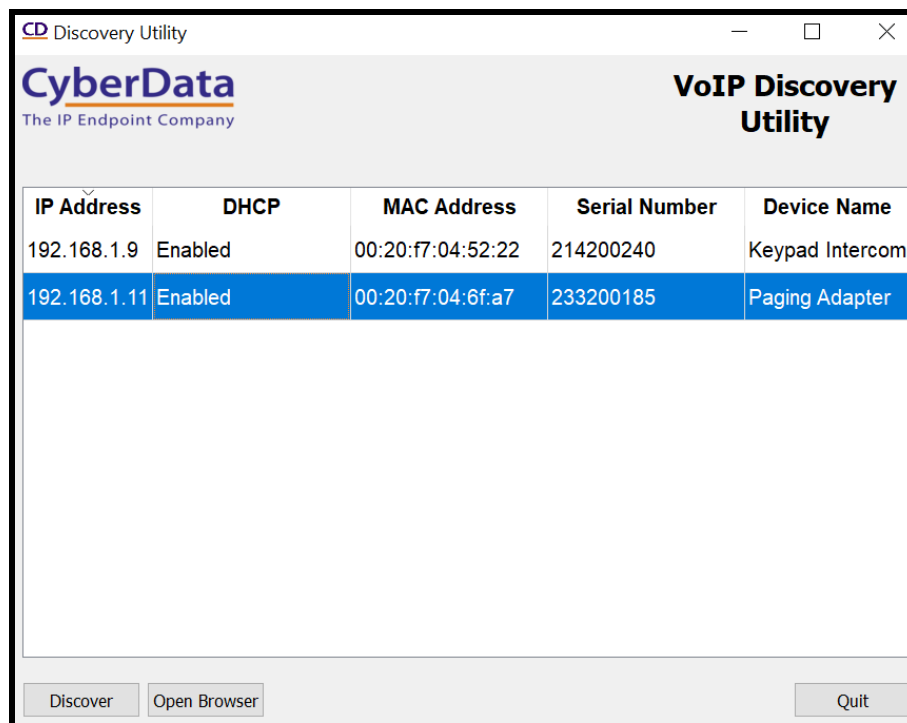 CD Discovery Utility
CyberData
The IP Endpoint Company
VoIP Discovery
Utility
IP Address DHCP MAC Address Serial Number Device Name
192.168.1.9 Enabled 00:20:f7:04:52:22 214200240 Keypad Intercom
192.168.1.11 Enabled 00:20:f7:04:6f:a7 233200185 Paging Adapter
Discover Open Browser Quit